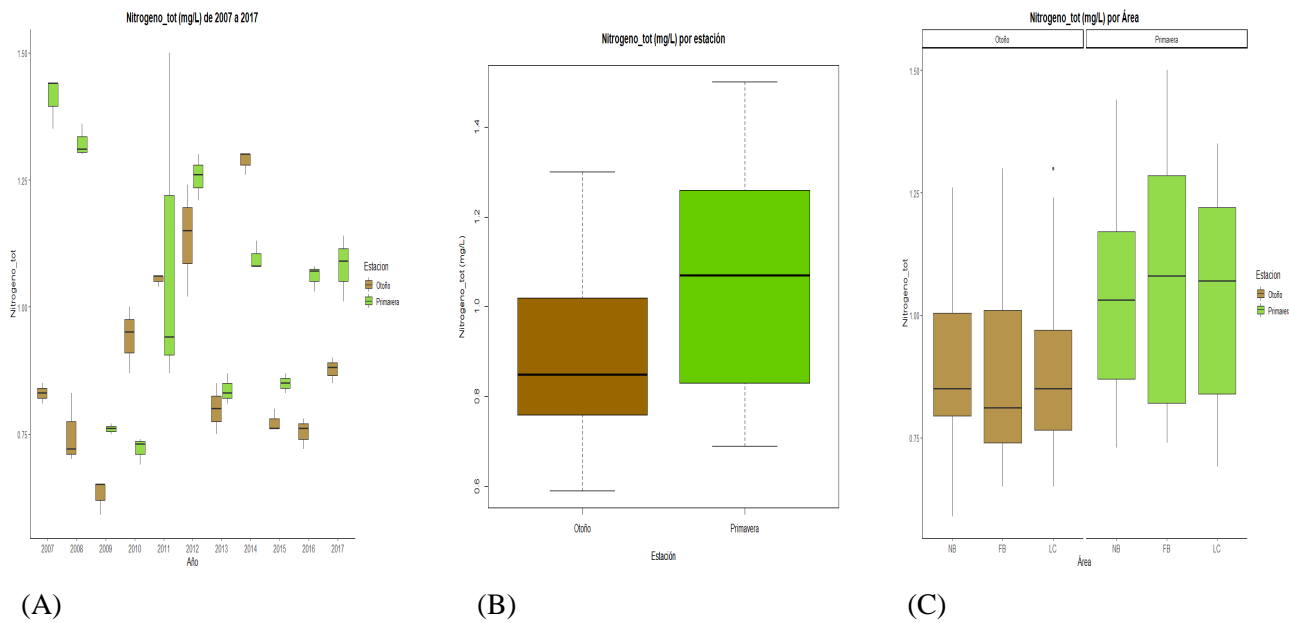 Nitrogeno_tot (mg/L) de 2007 a 2017
1.50
1.25
1.00
0.75
Nitrogeno_tot
2007 2008 2009 2010 2011 2012 2013 2014 2015 2016 2017
Año
Estacion
Otoño
Primavera
(A)
Nitrogeno_tot (mg/L) por estación
1.4
1.2
1.0
0.8
0.6
Nitrogeno_tot (mg/L)
Otoño Primavera
Estación
(B)
Nitrogeno_tot (mg/L) por Área
Otoño Primavera
1.50
1.25
1.00
0.75
Nitrogeno_tot
NB FB LC NB FB LC
Área
Estacion
Otoño
Primavera
(C)